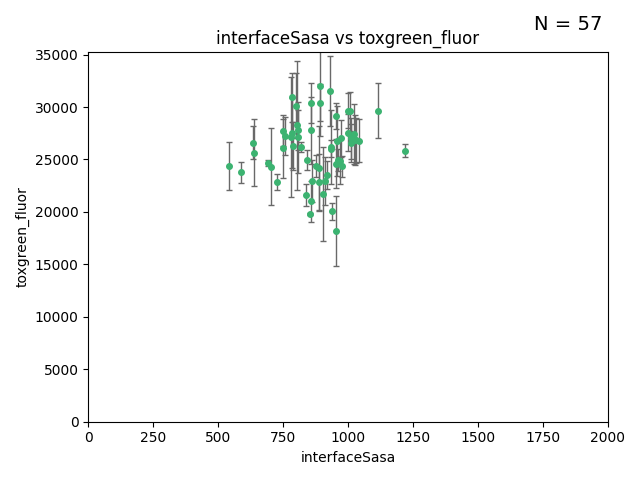 N = 57
interfaceSasa vs toxgreen_fluor
35000
30000
25000
20000
15000
10000
5000
0
toxgreen_fluor
0 250 500 750 1000 1250 1500 1750 2000
interfaceSasa